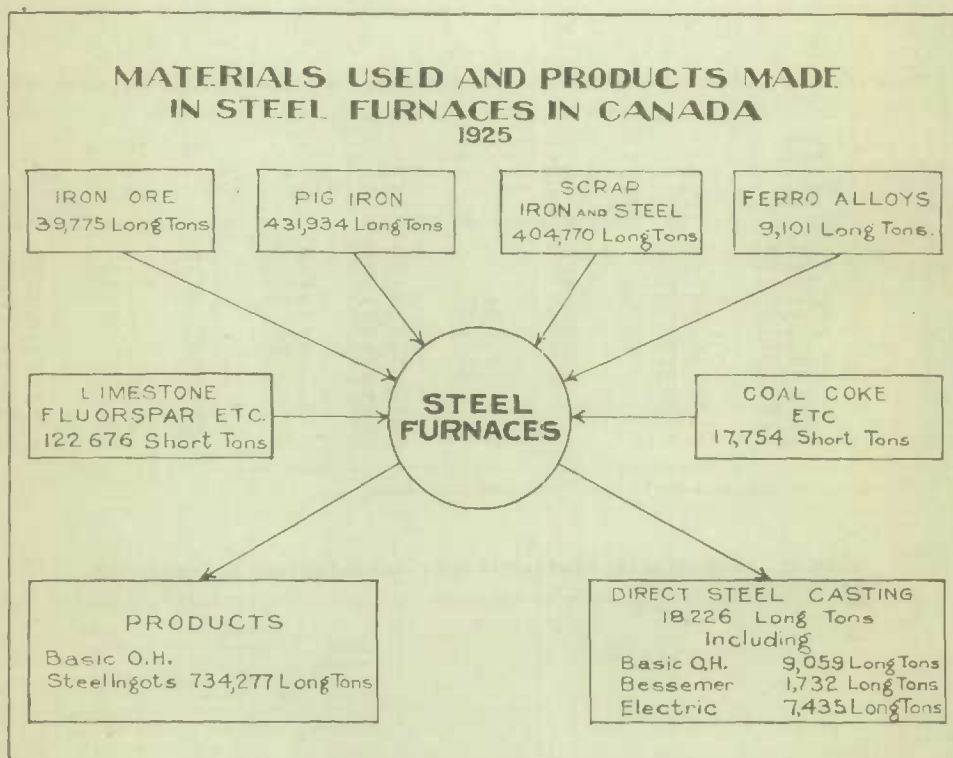 MATERIALS USED AND PRODUCTS MADE
IN STEEL FURNACES IN CANADA
1925
IRON ORE
39,775 Long Tons
PIG IRON
431,934 Long Tons
SCRAP
IRON AND STEEL
404,770 Long Tons
FERRO ALLOYS
9,101 Long Tons.
LIMESTONE
FLUORSPAR ETC.
122 676 Short Tons
STEEL
FURNACES
COAL COKE
ETC
17,754 Short Tons
PRODUCTS
Basic O.H.
Steel Ingots 734,277 Long Tons
DIRECT STEEL CASTING
18 226 Long Tons
Including
Basic O.H. 9,059 Long Tons
Bessemer 1,732 Long Tons
Electric 7,435 Long Tons